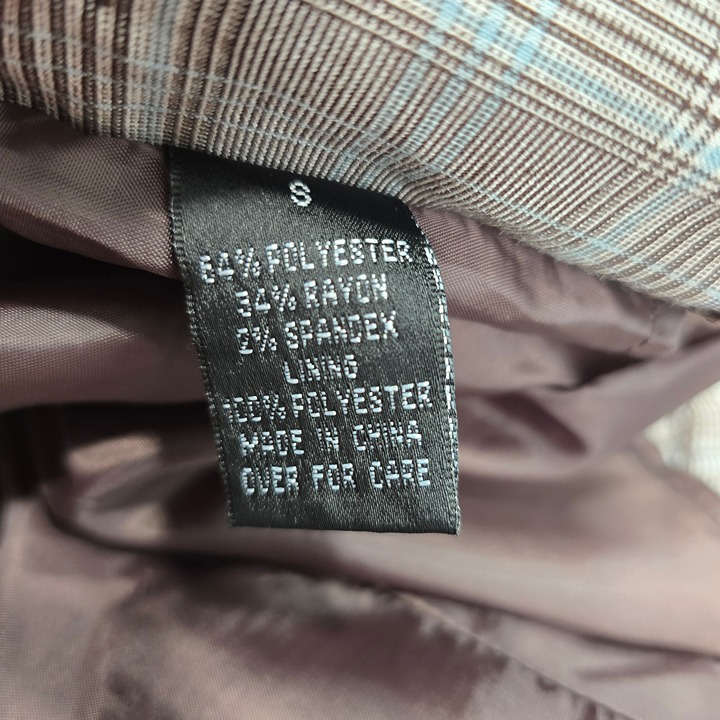 S
64% POLYESTER
34% RAYON
2% SPANDEX
LINING
100% POLYESTER
MADE IN CHINA
OVER FOR CARE